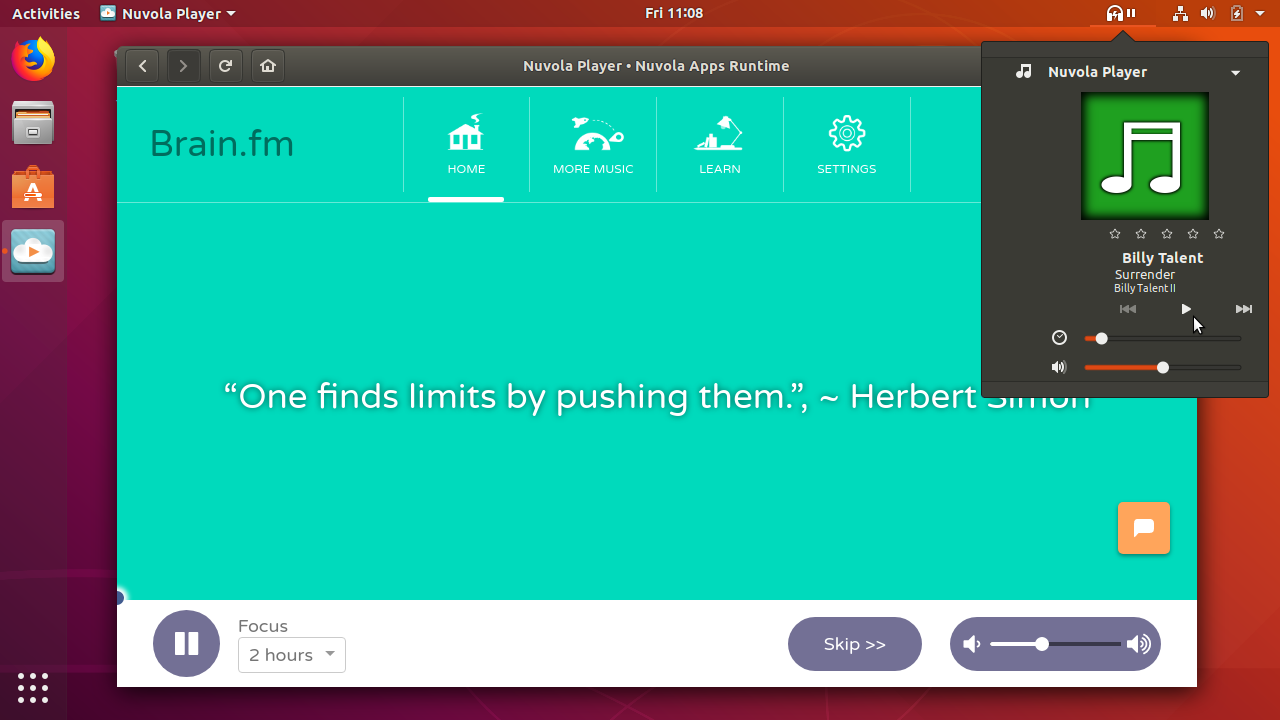 Activities
Nuvola Player
Fri 11:08
Nuvola Player • Nuvola Apps Runtime
Nuvola Player
Brain.fm
HOME
MORE MUSIC
LEARN
SETTINGS
Billy Talent
Surrender
Billy Talent II
“One finds limits by pushing them.”, ~ Herbert Simon
Focus
2 hours
Skip >>